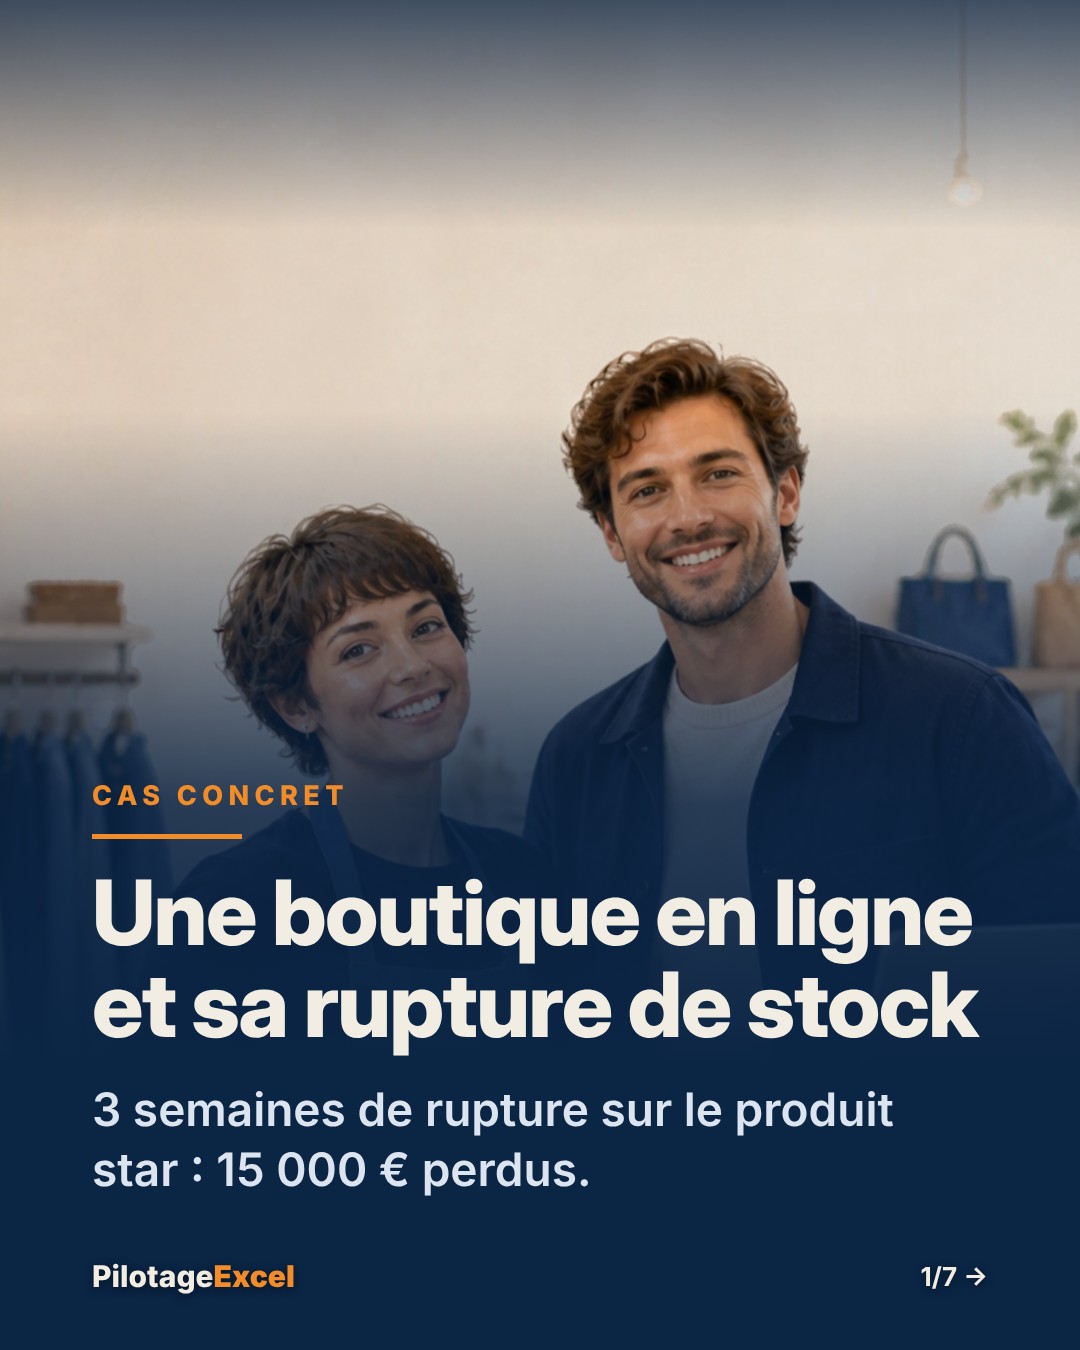 CAS CONCRET
Une boutique en ligne
et sa rupture de stock
3 semaines de rupture sur le produit
star : 15 000 € perdus.
PilotageExcel
1/7 →